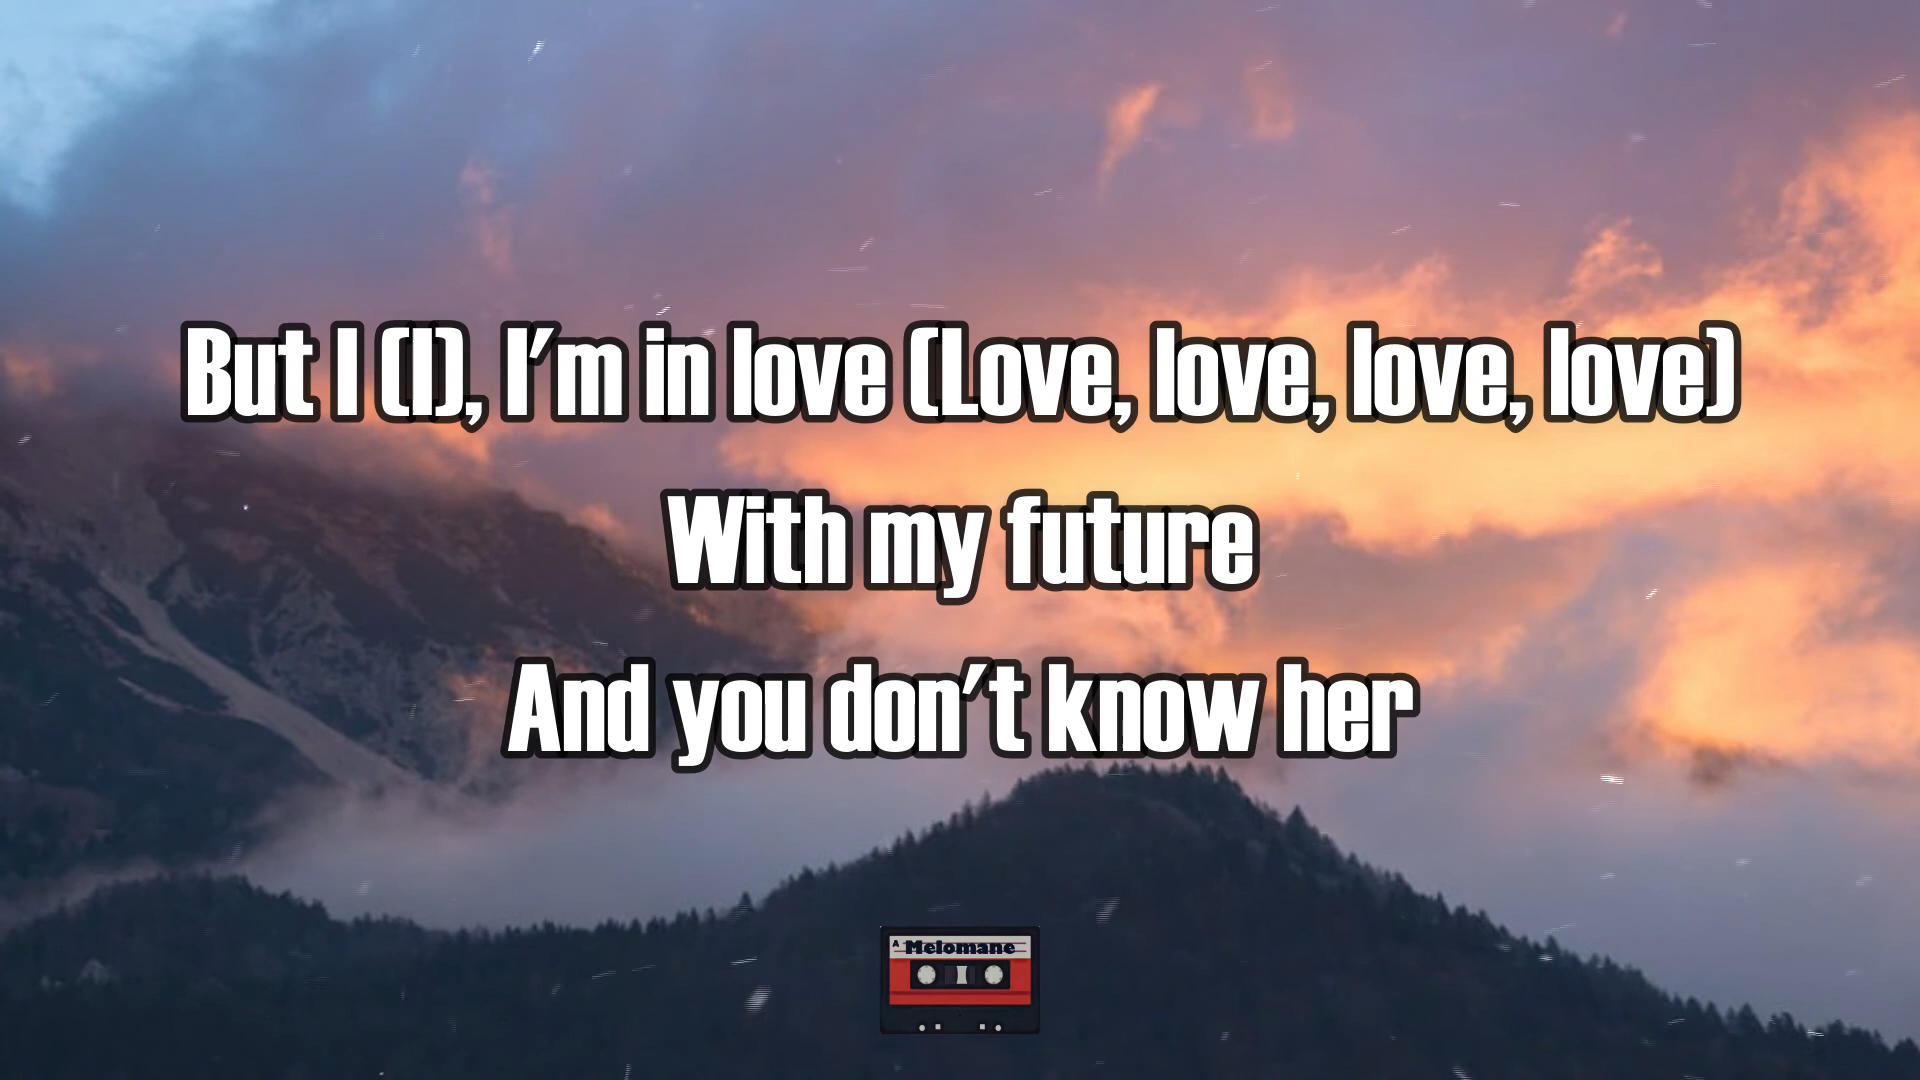 But I (I), I'm in love (Love, love, love, love)
With my future
And you don't know her
A Melomane